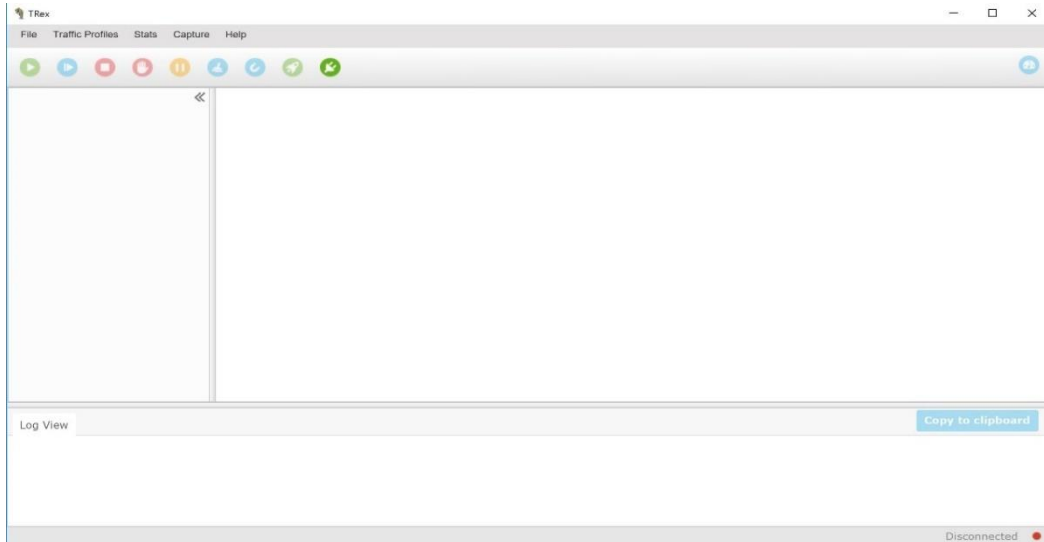 TRex
File Traffic Profiles Stats Capture Help
Log View
Copy to clipboard
Disconnected